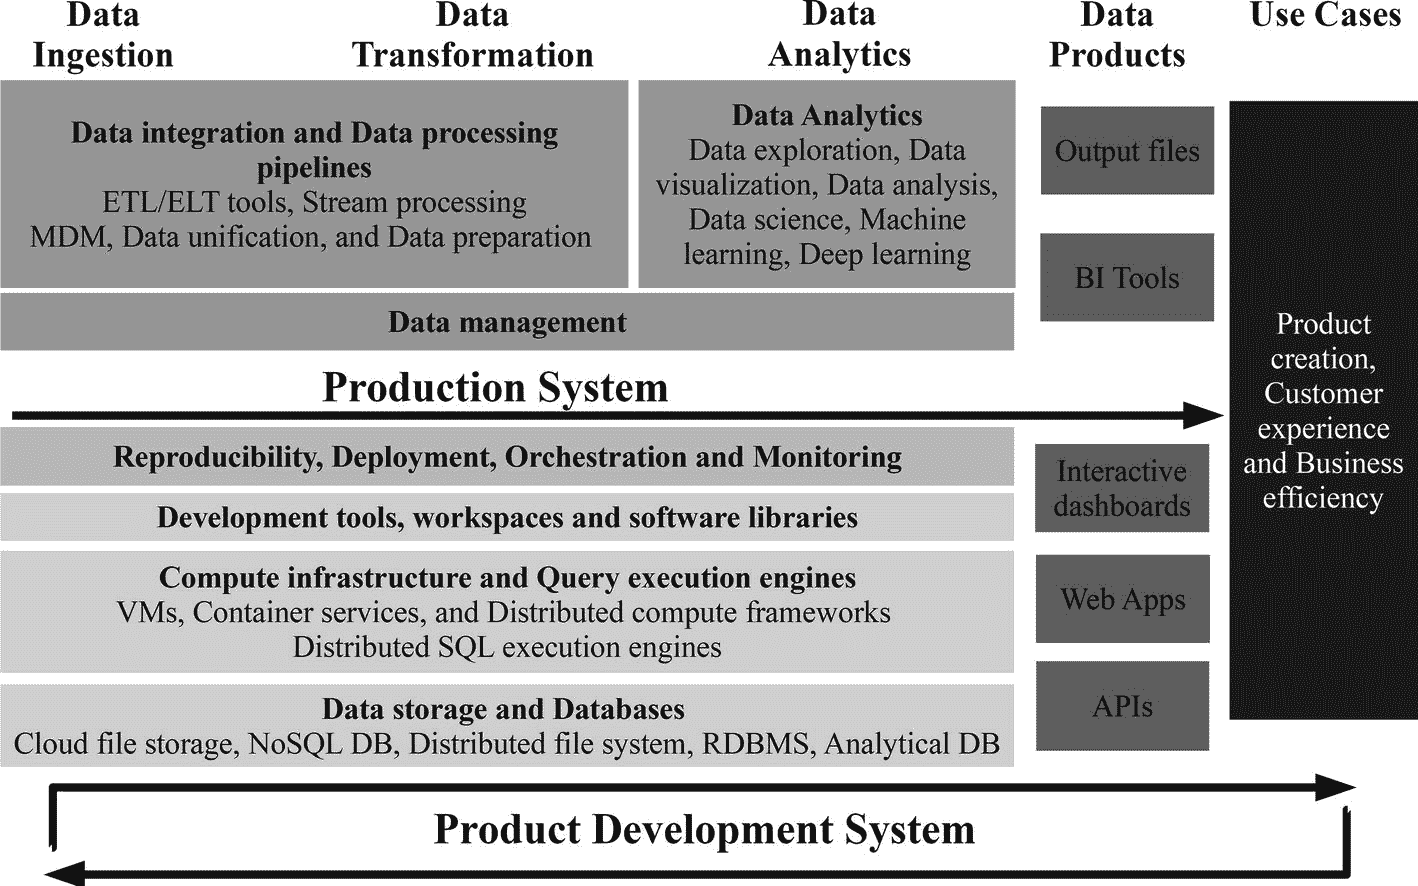 Data
Ingestion
Data
Transformation
Data
Analytics
Data
Products
Use Cases
Data integration and Data processing
pipelines
ETL/ELT tools, Stream processing
MDM, Data unification, and Data preparation
Data Analytics
Data exploration, Data
visualization, Data analysis,
Data science, Machine
learning, Deep learning
Data management
Output files
BI Tools
Production System
Reproducibility, Deployment, Orchestration and Monitoring
Development tools, workspaces and software libraries
Compute infrastructure and Query execution engines
VMs, Container services, and Distributed compute frameworks
Distributed SQL execution engines
Data storage and Databases
Cloud file storage, NoSQL DB, Distributed file system, RDBMS, Analytical DB
Interactive
dashboards
Web Apps
APIs
Product
creation,
Customer
experience
and Business
efficiency
Product Development System